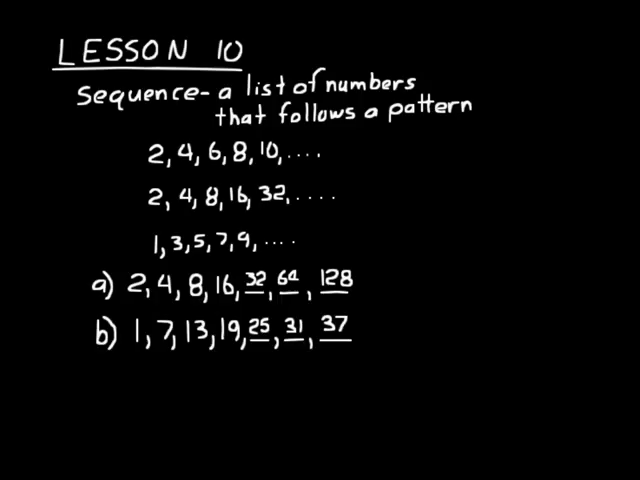 LESSON 10
Sequence- a list of numbers
that follows a pattern
2, 4, 6, 8, 10, ....
2, 4, 8, 16, 32, ....
1, 3, 5, 7, 9, ....
a) 2, 4, 8, 16, 32, 64, 128
b) 1, 7, 13, 19, 25, 31, 37